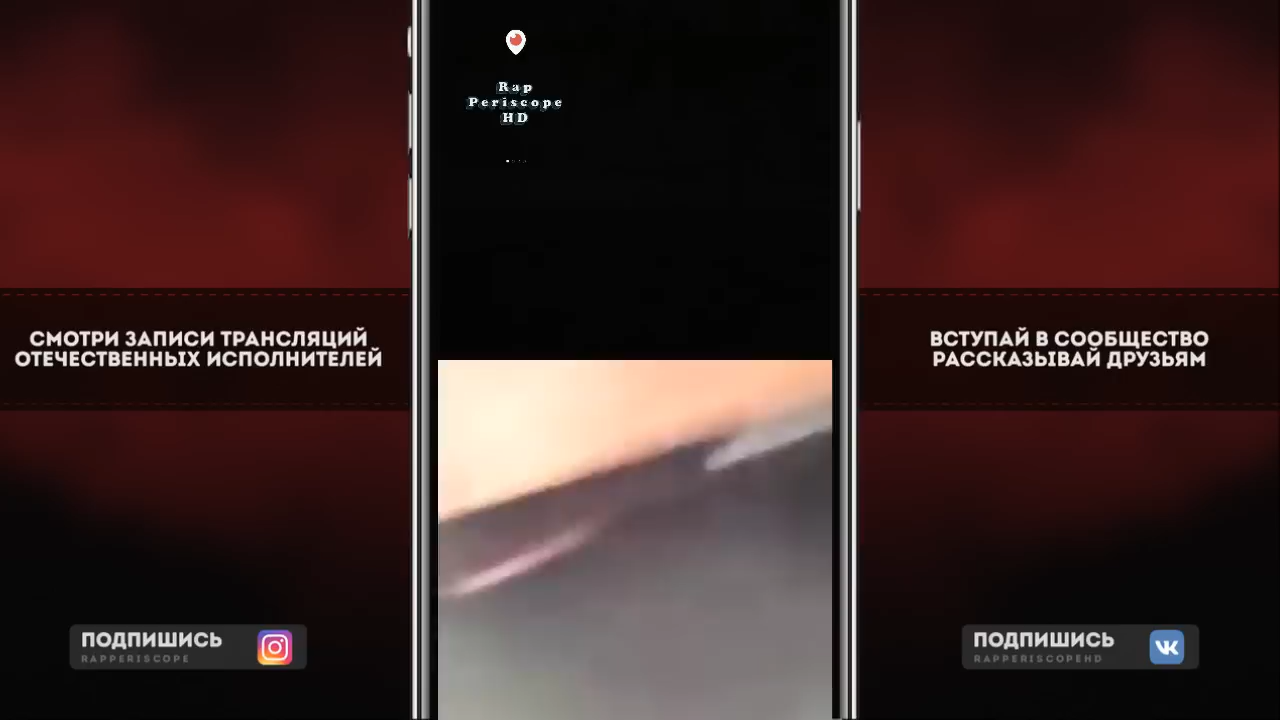 Rap
Periscope
HD
СМОТРИ ЗАПИСИ ТРАНСЛЯЦИЙ
ОТЕЧЕСТВЕННЫХ ИСПОЛНИТЕЛЕЙ
ВСТУПАЙ В СООБЩЕСТВО
РАССКАЗЫВАЙ ДРУЗЬЯМ
ПОДПИШИСЬ
RAPPERISCOPE
ПОДПИШИСЬ
RAPPERISCOPEHD